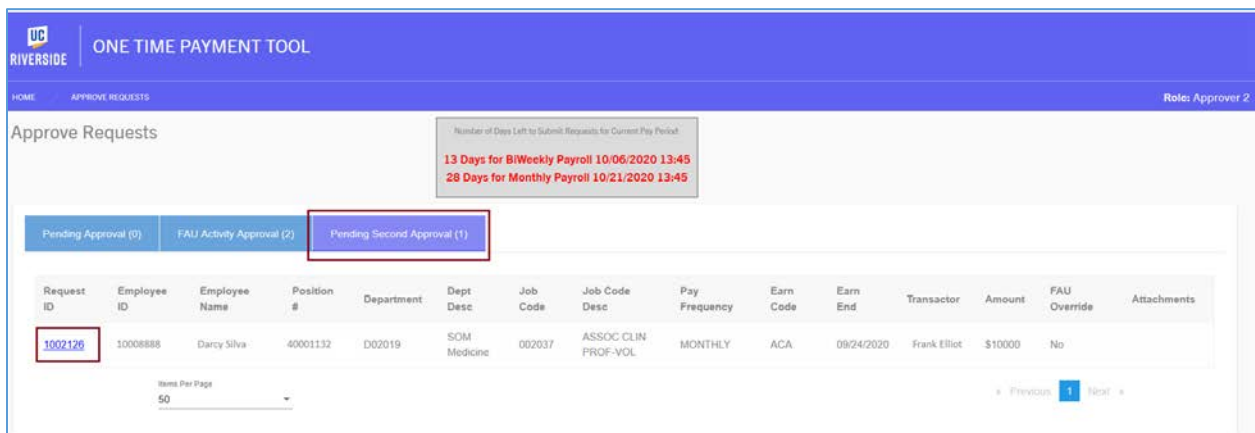 UC
RIVERSIDE
ONE TIME PAYMENT TOOL
HOME / APPROVE REQUESTS
Role: Approver 2
Approve Requests
Number of Days Left to Submit Requests for Current Pay Period:
13 Days for BiWeekly Payroll 10/06/2020 13:45
28 Days for Monthly Payroll 10/21/2020 13:45
Pending Approval (0) FAU Activity Approval (2) Pending Second Approval (1)
Request ID Employee ID Employee Name Position # Department Dept Desc Job Code Job Code Desc Pay Frequency Earn Code Earn End Transactor Amount FAU Override Attachments
1002126 10008888 Darcy Silva 40001132 D02019 SOM Medicine 002037 ASSOC CLIN PROF-VOL MONTHLY ACA 09/24/2020 Frank Elliot $10000 No
Items Per Page
50
« Previous 1 Next »